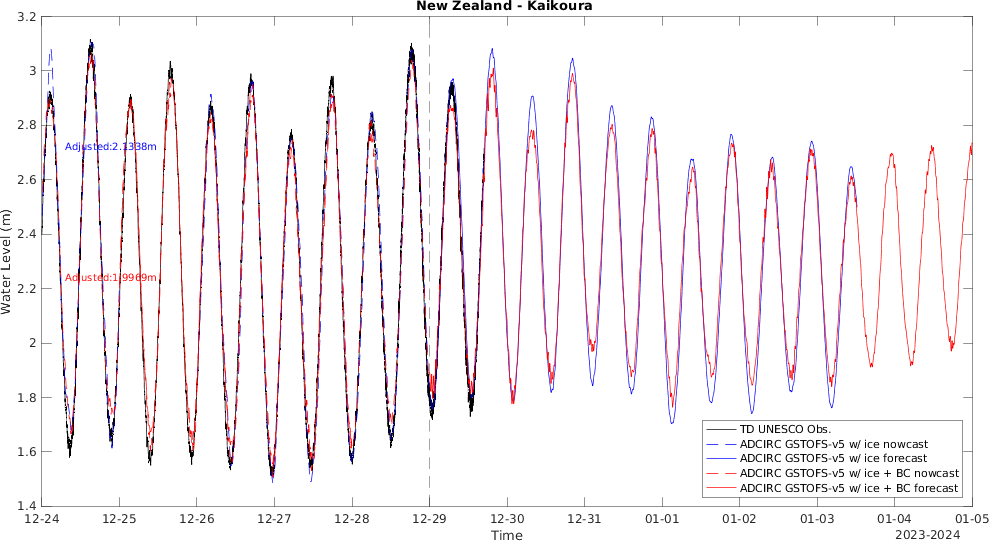 New Zealand - Kaikoura
3.2
3
2.8
2.6
2.4
2.2
2
1.8
1.6
1.4
Water Level (m)
Adjusted:2.1338m
Adjusted:1.9969m
TD UNESCO Obs.
ADCIRC GSTOFS-v5 w/ ice nowcast
ADCIRC GSTOFS-v5 w/ ice forecast
ADCIRC GSTOFS-v5 w/ ice + BC nowcast
ADCIRC GSTOFS-v5 w/ ice + BC forecast
12-24 12-25 12-26 12-27 12-28 12-29 12-30 12-31 01-01 01-02 01-03 01-04 01-05
Time
2023-2024